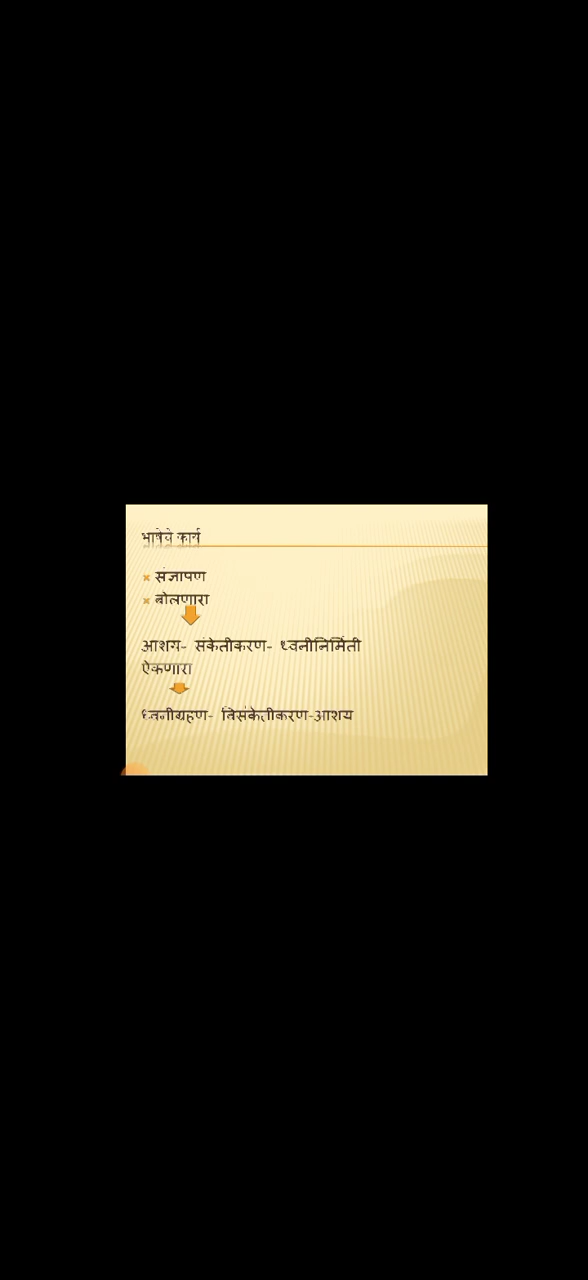 भाषेचे कार्य
संज्ञापण
बोलणारा
आशय- संकेतीकरण- ध्वनीनिर्मिती
ऐकणारा
ध्वनीग्रहण- विसंकेतीकरण-आशय